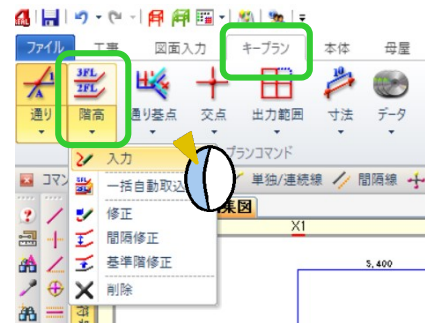 ファイル 工事 図面入力 キープラン 本体 母屋
3FL
2FL
通り 階高 通り基点 交点 出力範囲 寸法 データ
プランコマンド
入力
一括自動取込
修正
間隔修正
基準階修正
削除
コマン
単独/連続線 間隔線
集図
X1
5,400